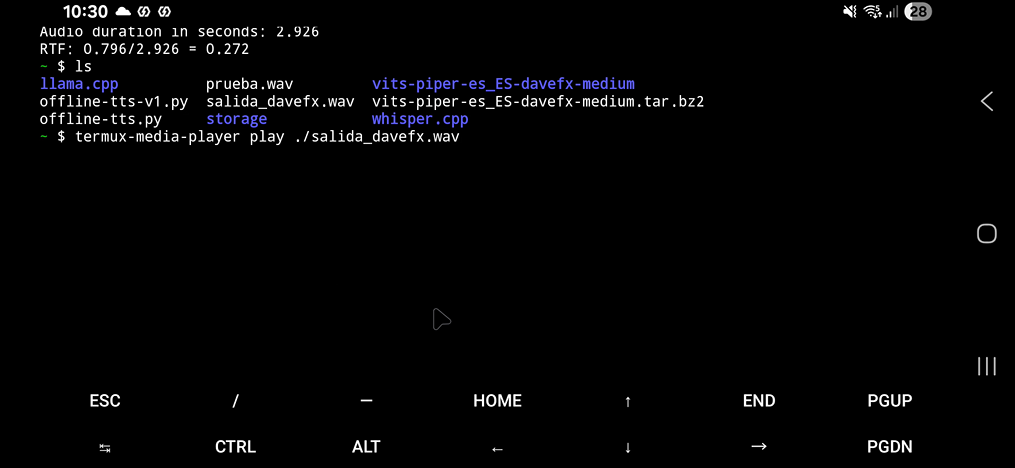 10:30 28
Audio duration in seconds: 2.926
RTF: 0.796/2.926 = 0.272
~ $ ls
llama.cpp prueba.wav vits-piper-es_ES-davefx-medium
offline-tts-v1.py salida_davefx.wav vits-piper-es_ES-davefx-medium.tar.bz2
offline-tts.py storage whisper.cpp
~ $ termux-media-player play ./salida_davefx.wav
ESC / — HOME ↑ END PGUP
↹ CTRL ALT ← ↓ → PGDN